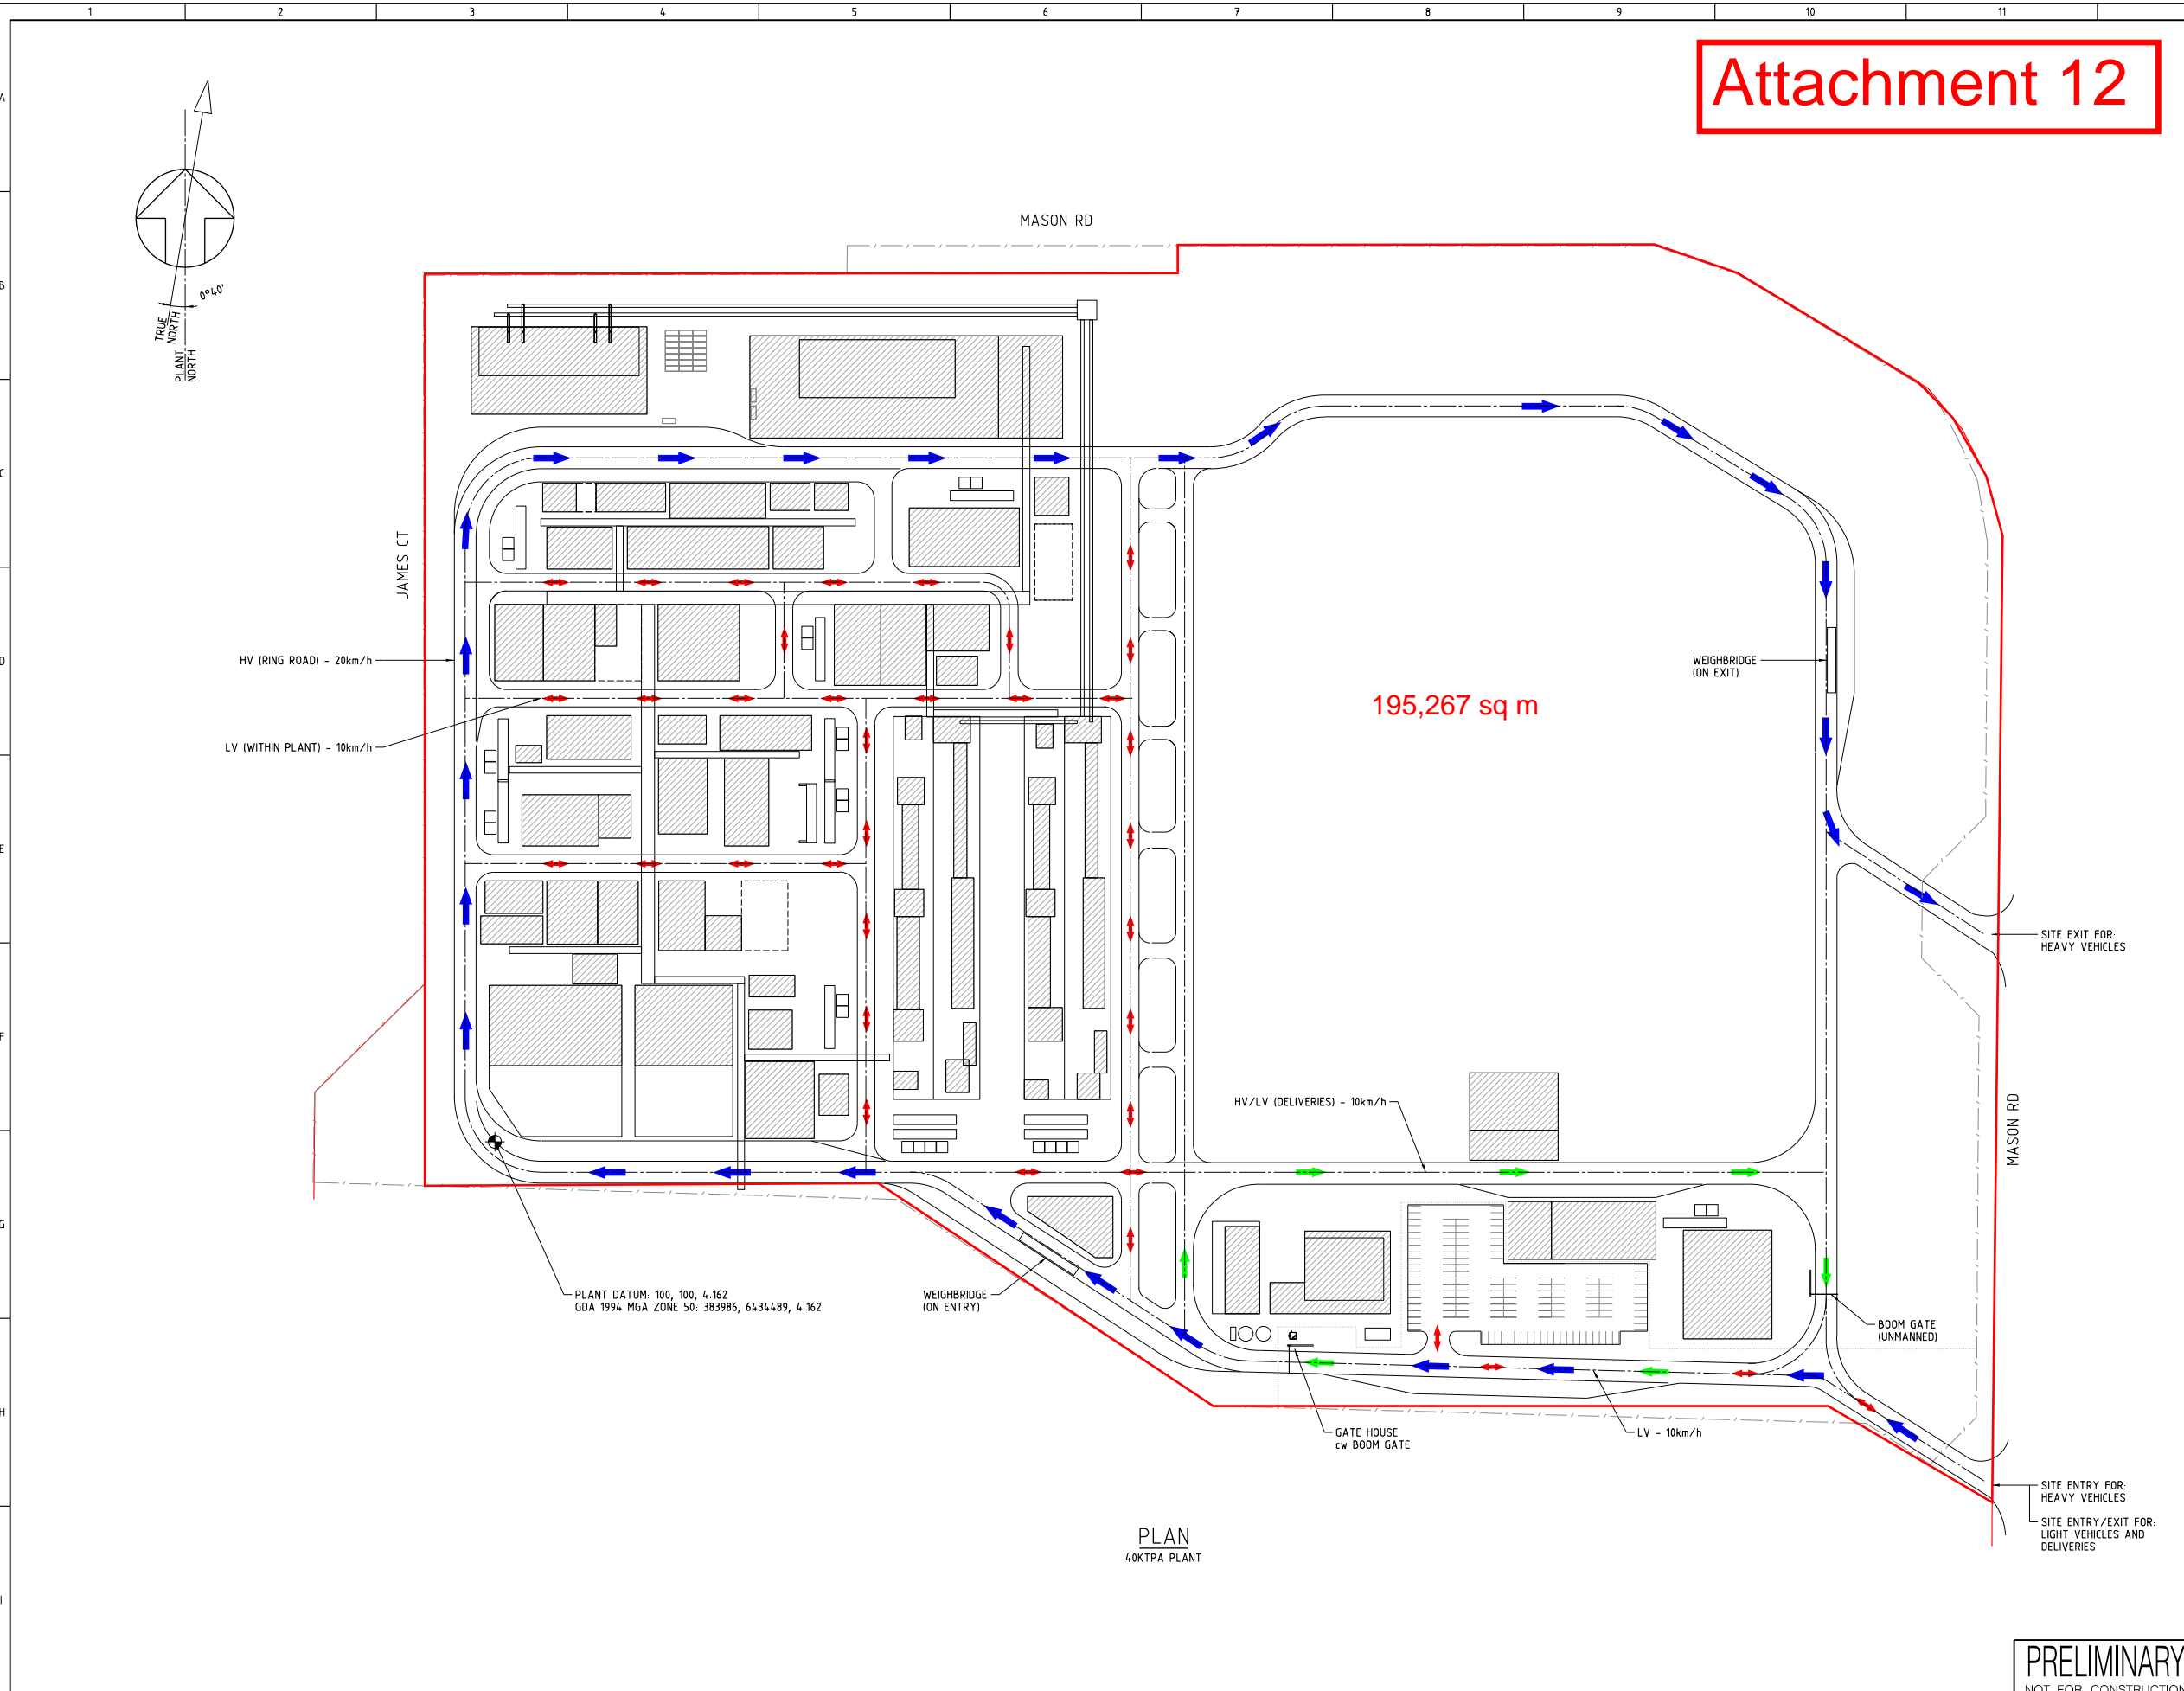 1 2 3 4 5 6 7 8 9 10 11
A
Attachment 12
MASON RD
B
0°40'
TRUE
NORTH
PLANT
NORTH
C
JAMES CT
D
HV (RING ROAD) - 20km/h
WEIGHBRIDGE
(ON EXIT)
195,267 sq m
LV (WITHIN PLANT) - 10km/h
E
SITE EXIT FOR:
HEAVY VEHICLES
F
HV/LV (DELIVERIES) - 10km/h
MASON RD
G
PLANT DATUM: 100, 100, 4.162
GDA 1994 MGA ZONE 50: 383986, 6434489, 4.162
WEIGHBRIDGE
(ON ENTRY)
BOOM GATE
(UNMANNED)
H
GATE HOUSE
cw BOOM GATE
LV - 10km/h
SITE ENTRY FOR:
HEAVY VEHICLES
SITE ENTRY/EXIT FOR:
LIGHT VEHICLES AND
DELIVERIES
PLAN
40KTPA PLANT
I
PRELIMINARY
NOT FOR CONSTRUCTION